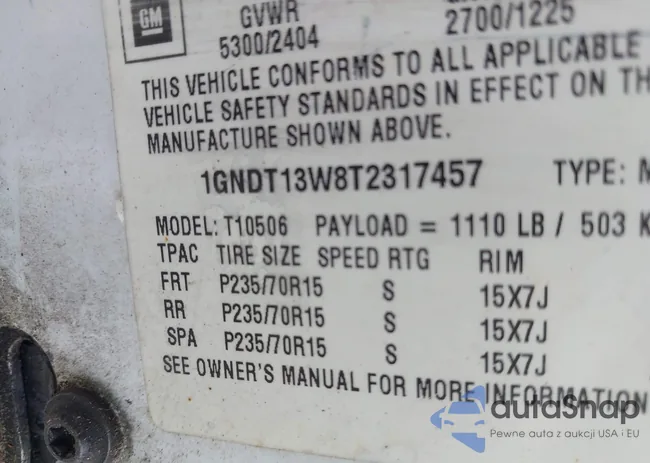 GM
GVWR
5300/2404
2700/1225
THIS VEHICLE CONFORMS TO ALL APPLICABLE
VEHICLE SAFETY STANDARDS IN EFFECT ON
MANUFACTURE SHOWN ABOVE.
1GNDT13W8T2317457 TYPE: M
MODEL: T10506 PAYLOAD = 1110 LB / 503 K
TPAC TIRE SIZE SPEED RTG RIM
FRT P235/70R15 S 15X7J
RR P235/70R15 S 15X7J
SPA P235/70R15 S 15X7J
SEE OWNER'S MANUAL FOR MORE INFORMATION
autaSnap
Pewne auta z aukcji USA i EU